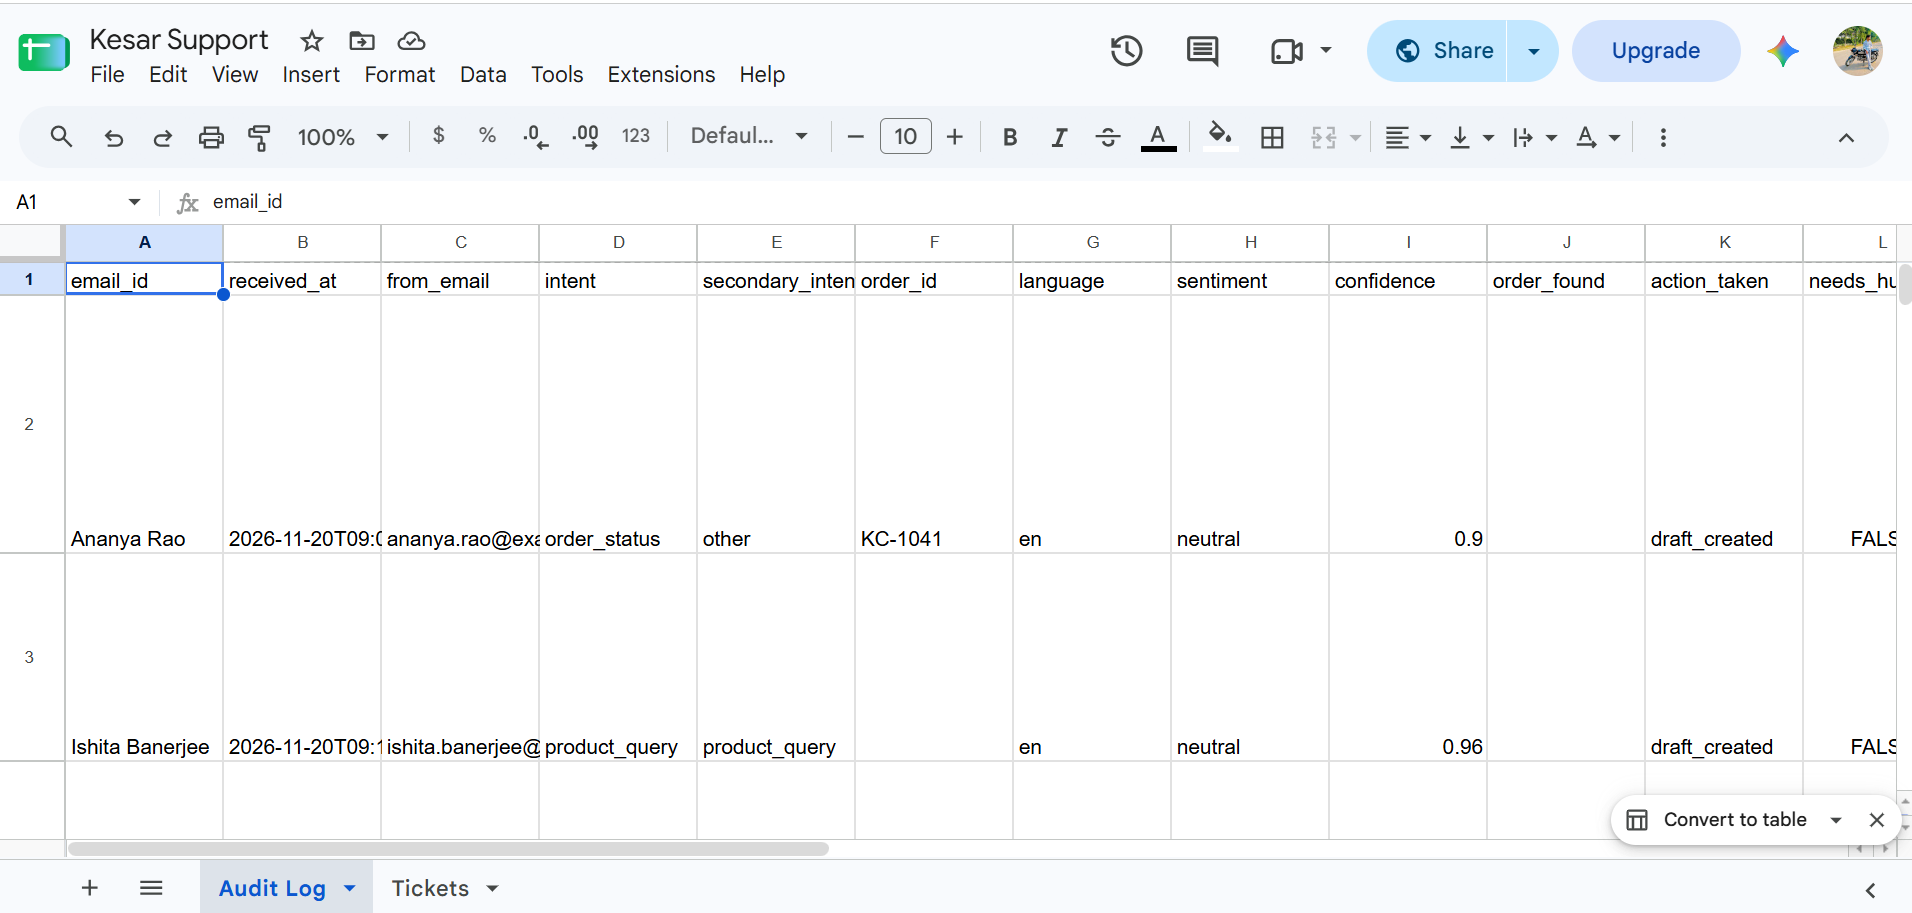 Kesar Support
File Edit View Insert Format Data Tools Extensions Help
Share
Upgrade
100% $ % .0 .00 123 Defaul... 10 B I S A A
A1 fx email_id
A B C D E F G H I J K L
1 email_id received_at from_email intent secondary_inten order_id language sentiment confidence order_found action_taken needs_hu
2 Ananya Rao 2026-11-20T09:0 ananya.rao@exa order_status other KC-1041 en neutral 0.9 draft_created FALS
3 Ishita Banerjee 2026-11-20T09:1 ishita.banerjee@ product_query product_query en neutral 0.96 draft_created FALS
Convert to table
Audit Log Tickets